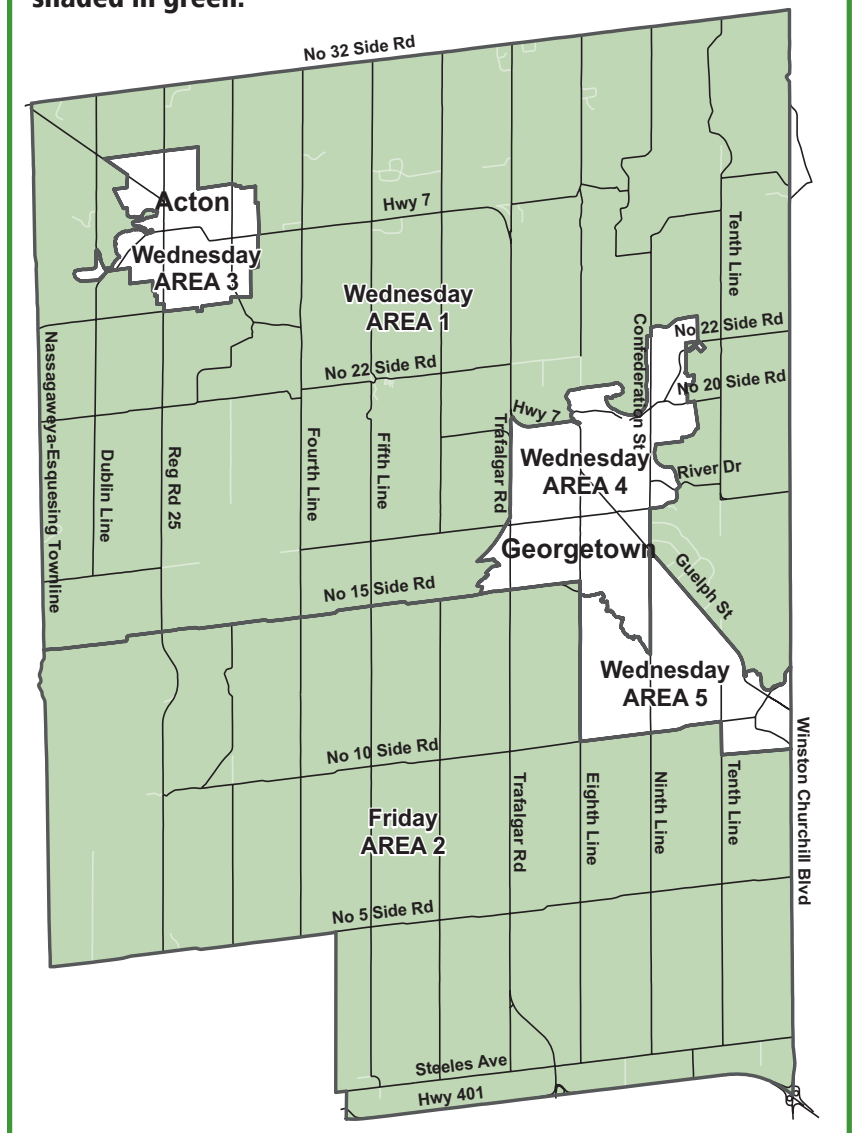 shaded in green.
No 32 Side Rd
Acton
Hwy 7
Wednesday
AREA 3
Tenth Line
Wednesday
AREA 1
Confederation St
No 22 Side Rd
Nassagaweya-Esquesing Townline
No 22 Side Rd
No 20 Side Rd
Hwy 7
Dublin Line
Reg Rd 25
Fourth Line
Fifth Line
Trafalgar Rd
Wednesday
AREA 4
River Dr
Georgetown
Guelph St
No 15 Side Rd
Wednesday
AREA 5
Winston Churchill Blvd
No 10 Side Rd
Trafalgar Rd
Eighth Line
Ninth Line
Tenth Line
Friday
AREA 2
No 5 Side Rd
Steeles Ave
Hwy 401